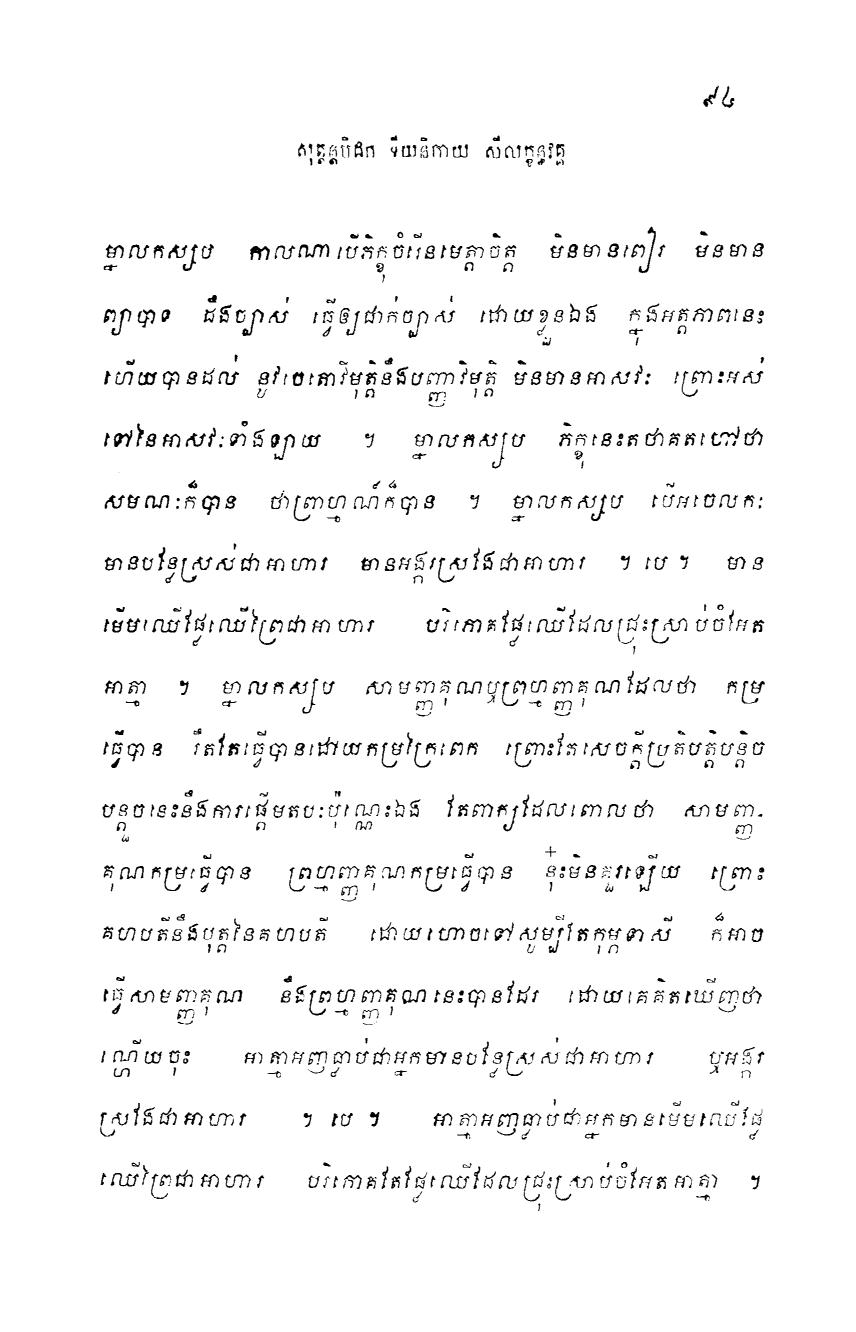 ៩៤
សុត្តន្តបិដក ទីឃនិកាយ សីលក្ខន្ធវគ្គ
ម្នាលកស្សប កាលណាបើភិក្ខុចំរើនមេត្តាចិត្ត មិនមានពៀរ មិនមាន
ព្យាបាទ ដឹងច្បាស់ ធ្វើឲ្យជាក់ច្បាស់ ដោយខ្លួនឯង ក្នុងអត្តភាពនេះ
ហើយបានដល់ នូវចេតោវិមុត្តិនឹងបញ្ញាវិមុត្តិ មិនមានអាសវៈ ព្រោះអស់
ទៅនៃអាសវៈទាំងឡាយ ។ ម្នាលកស្សប ភិក្ខុនេះតថាគតហៅថា
សមណៈក៏បាន ថាព្រាហ្មណ៍ក៏បាន ។ ម្នាលកស្សប បើអចេលកៈ
មានបន្លែស្រស់ជាអាហារ មានអង្ករស្រងែជាអាហារ ។ បេ ។ មាន
មើមឈើផ្លែឈើព្រៃជាអាហារ បរិភោគផ្លែឈើដែលជ្រុះស្រាប់ចំអែត
អាត្មា ។ ម្នាលកស្សប សាមញ្ញគុណឬព្រហ្មញ្ញគុណដែលថា កម្រ
ធ្វើបាន រឹតតែធ្វើបានដោយកម្រក្រៃពេក ព្រោះតែសេចក្តីប្រតិបត្តិបន្តិច
បន្តួចនេះនឹងការផ្តើមតបៈប៉ុណ្ណេះឯង តែពាក្យដែលពោលថា សាមញ្ញ-
គុណកម្រធ្វើបាន ព្រហ្មញ្ញគុណកម្រធ្វើបាន នុ៎ះមិនគួរឡើយ ព្រោះ
គហបតីនឹងបុត្តនៃគហបតី ដោយហោចទៅសូម្បីតែកុម្ភទាសី ក៏អាច
ធ្វើសាមញ្ញគុណ នឹងព្រហ្មញ្ញគុណនេះបានដែរ ដោយគេគិតឃើញថា
ណ្ហើយចុះ អាត្មាអញធ្លាប់ជាអ្នកមានបន្លែស្រស់ជាអាហារ ឬអង្ករ
ស្រងែជាអាហារ ។ បេ ។ អាត្មាអញធ្លាប់ជាអ្នកមានមើមឈើផ្លែ
ឈើព្រៃជាអាហារ បរិភោគតែផ្លែឈើដែលជ្រុះស្រាប់ចំអែតអាត្មា ។